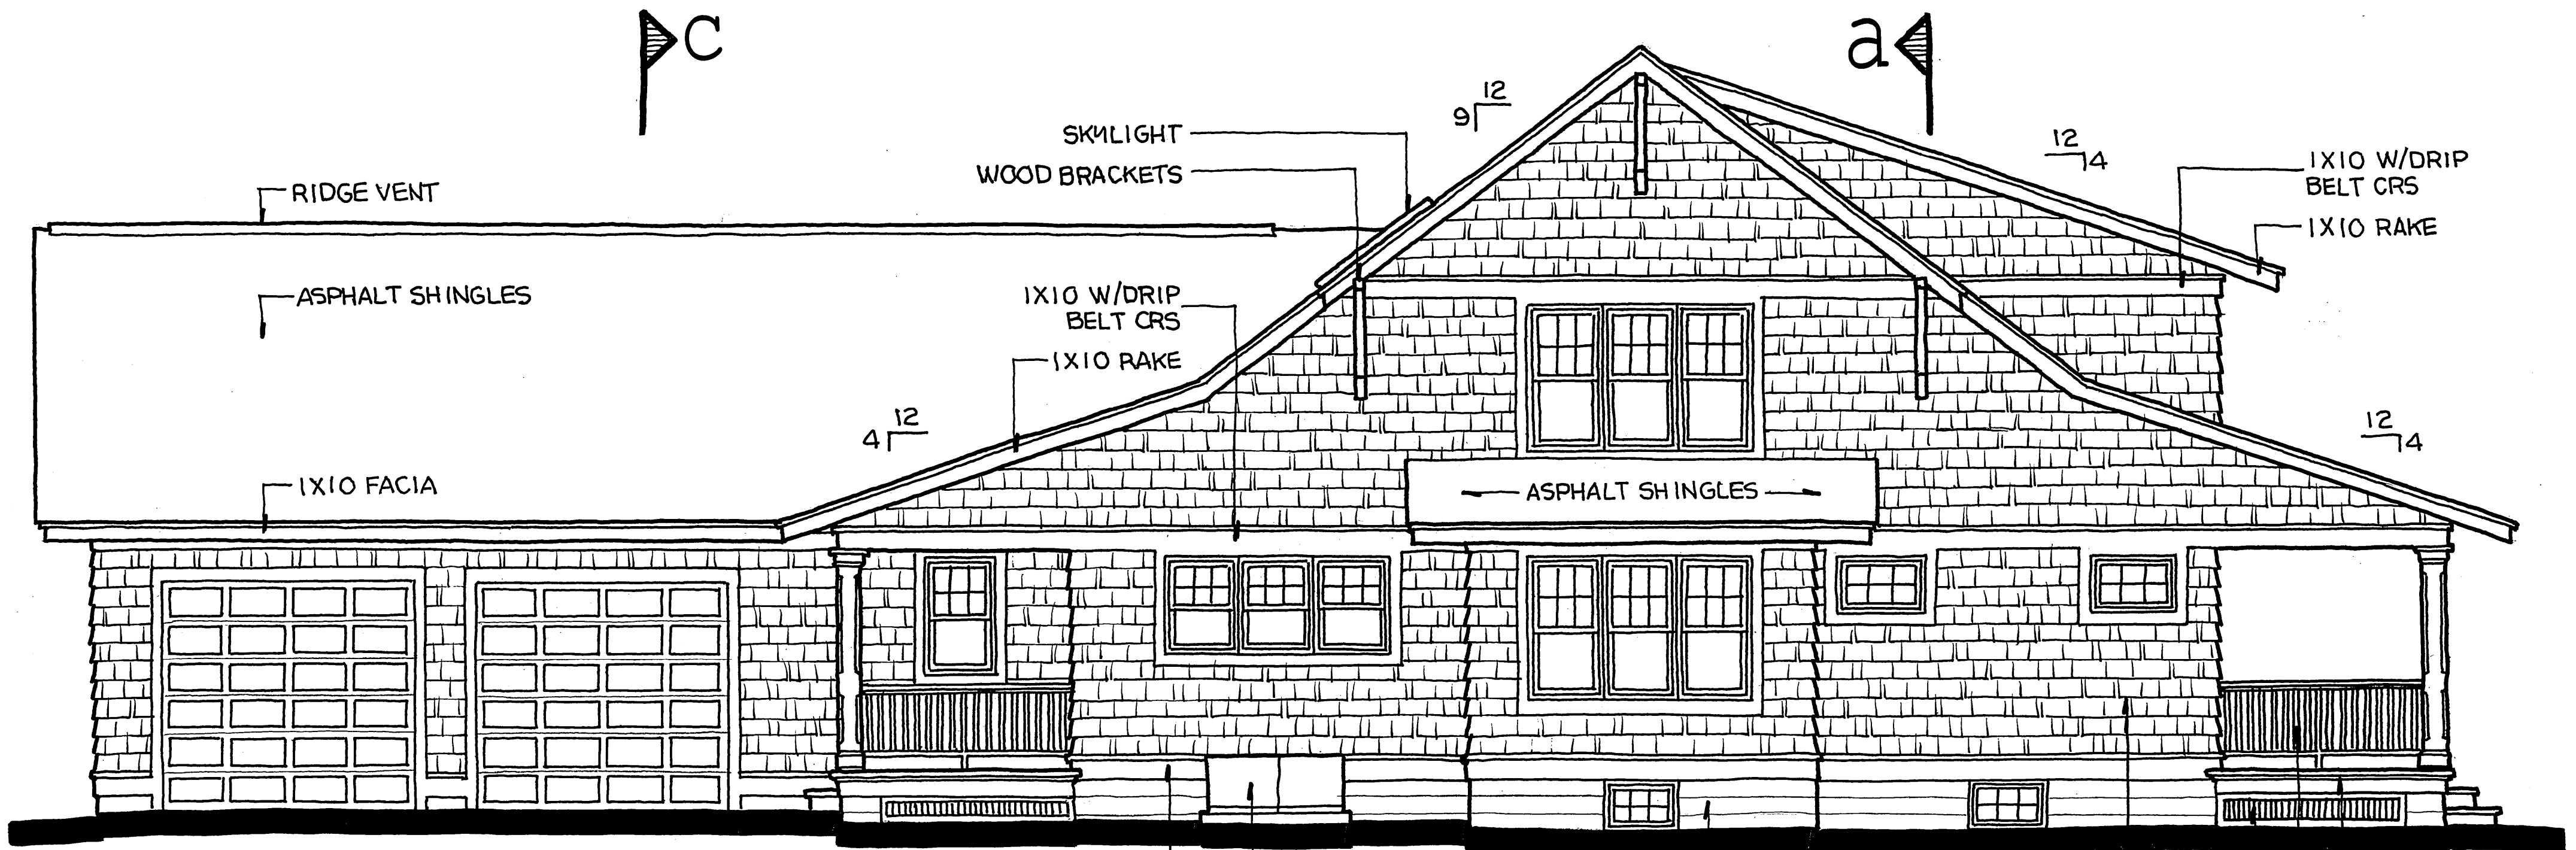 C
a
12
9
SKYLIGHT
WOOD BRACKETS
12
4
1X10 W/DRIP
BELT CRS
1X10 RAKE
RIDGE VENT
ASPHALT SHINGLES
1X10 W/DRIP
BELT CRS
1X10 RAKE
12
4
12
4
1X10 FACIA
ASPHALT SHINGLES